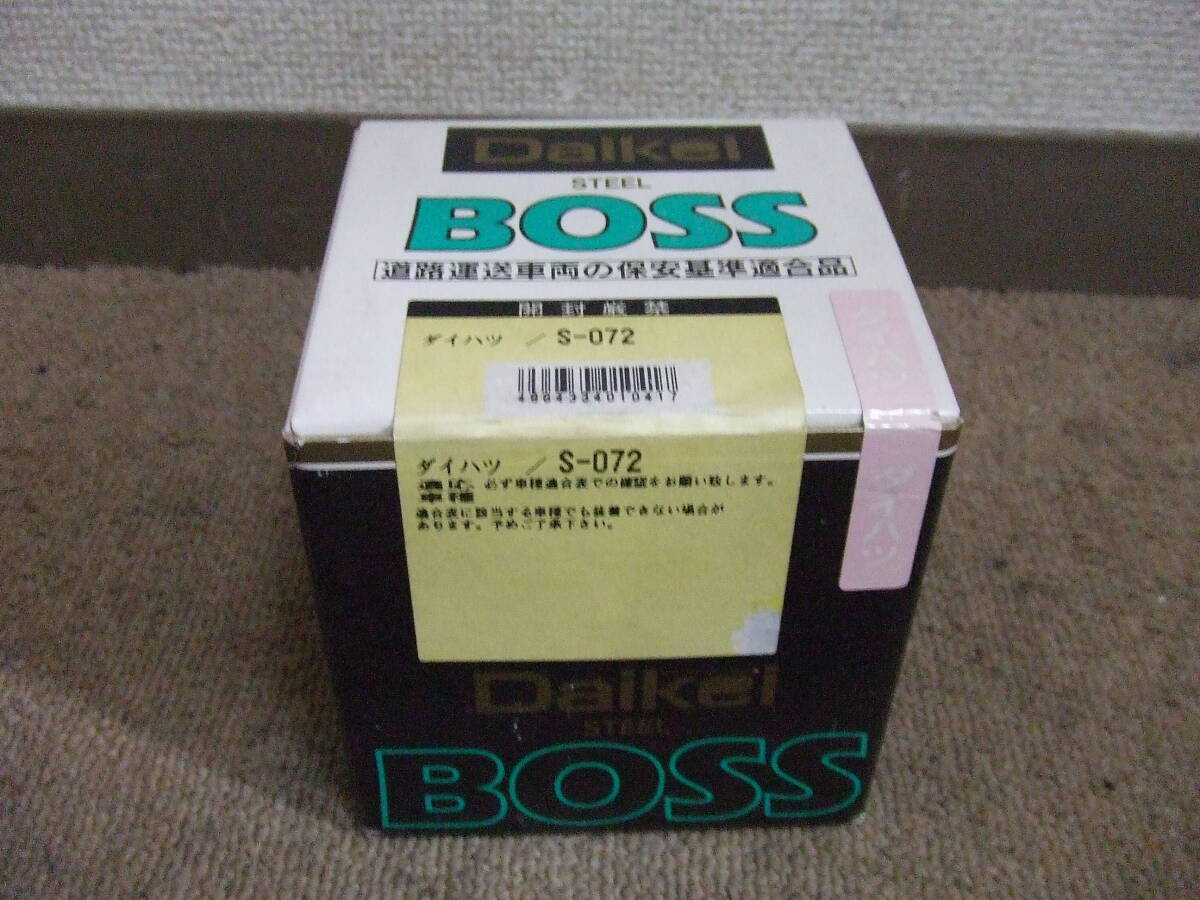 Daikei
STEEL
BOSS
道路運送車両の保安基準適合品
開封厳禁
ダイハツ / S-072
ダイハツ
ダイハツ / S-072
適応 必ず車種適合表での確認をお願い致します。
車種
適合表に該当する車種でも装着できない場合が
あります。予めご了承下さい。
ダイハツ
Daikei
STEEL
BOSS